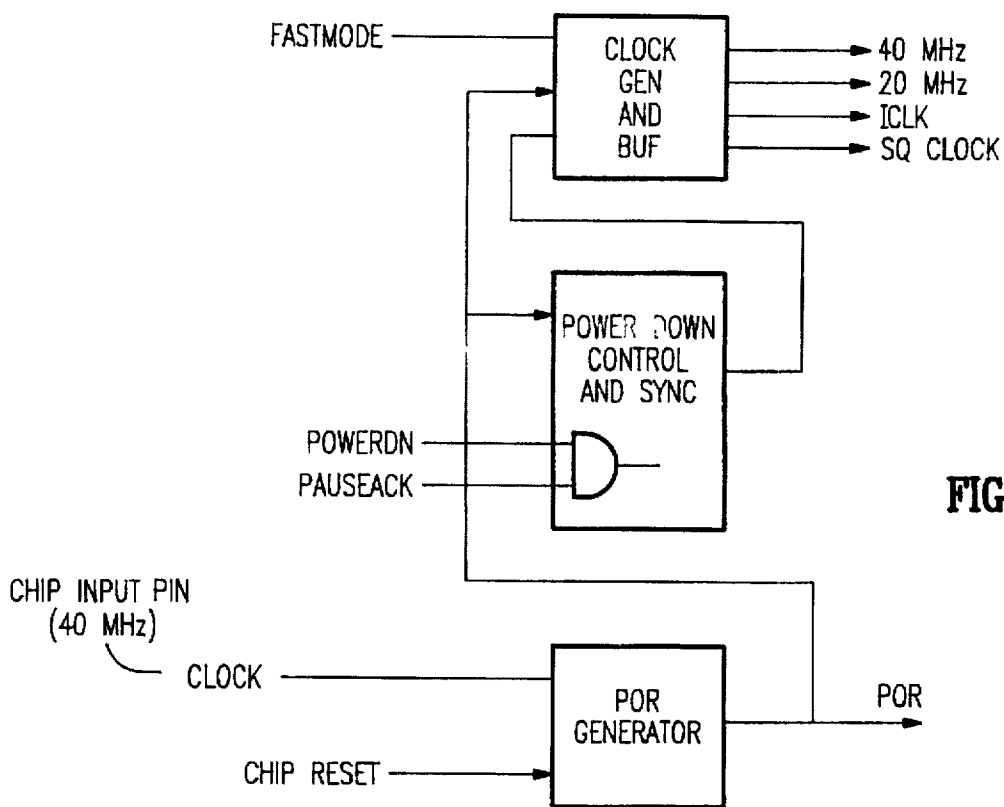 FASTMODE
CLOCK
GEN
AND
BUF
40 MHz
20 MHz
ICLK
SQ CLOCK
POWER DOWN
CONTROL
AND SYNC
POWERDN
PAUSEACK
FIG
CHIP INPUT PIN
(40 MHz)
CLOCK
POR
GENERATOR
POR
CHIP RESET